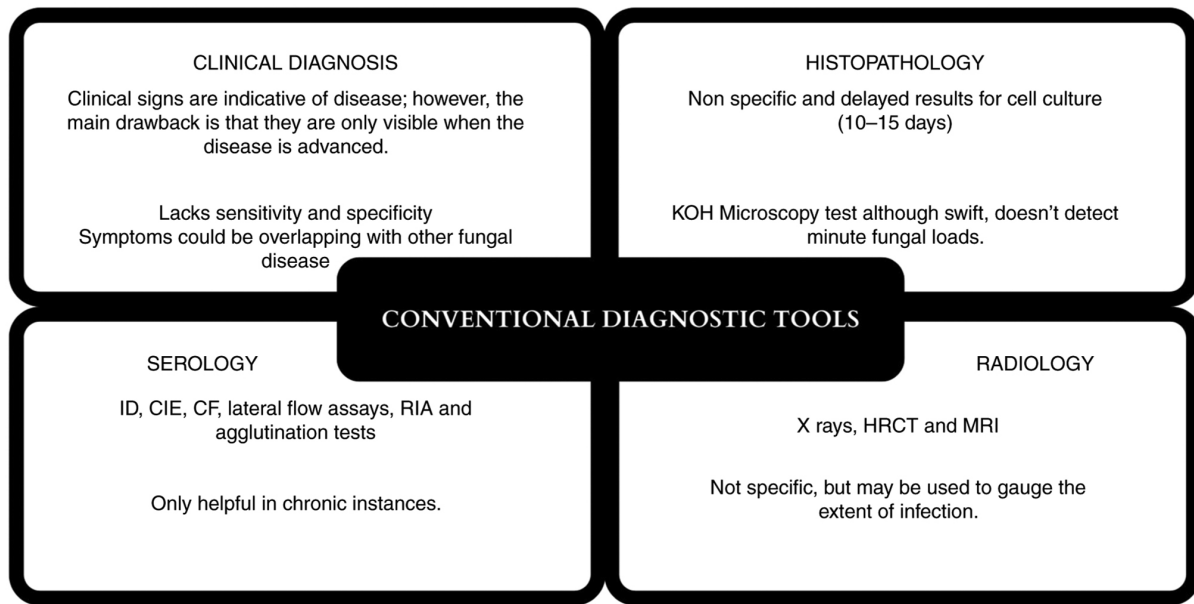 CLINICAL DIAGNOSIS
Clinical signs are indicative of disease; however, the
main drawback is that they are only visible when the
disease is advanced.
Lacks sensitivity and specificity
Symptoms could be overlapping with other fungal
disease
HISTOPATHOLOGY
Non specific and delayed results for cell culture
(10–15 days)
KOH Microscopy test although swift, doesn't detect
minute fungal loads.
CONVENTIONAL DIAGNOSTIC TOOLS
SEROLOGY
ID, CIE, CF, lateral flow assays, RIA and
agglutination tests
Only helpful in chronic instances.
RADIOLOGY
X rays, HRCT and MRI
Not specific, but may be used to gauge the
extent of infection.